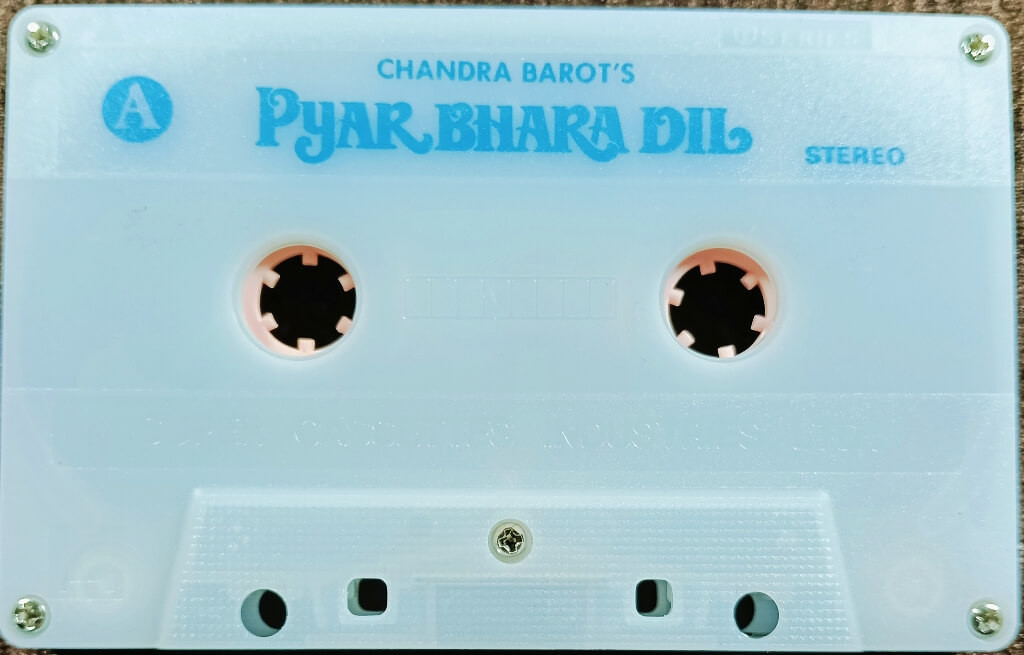 CHANDRA BAROT'S
A
PYAR BHARA DIL
STEREO